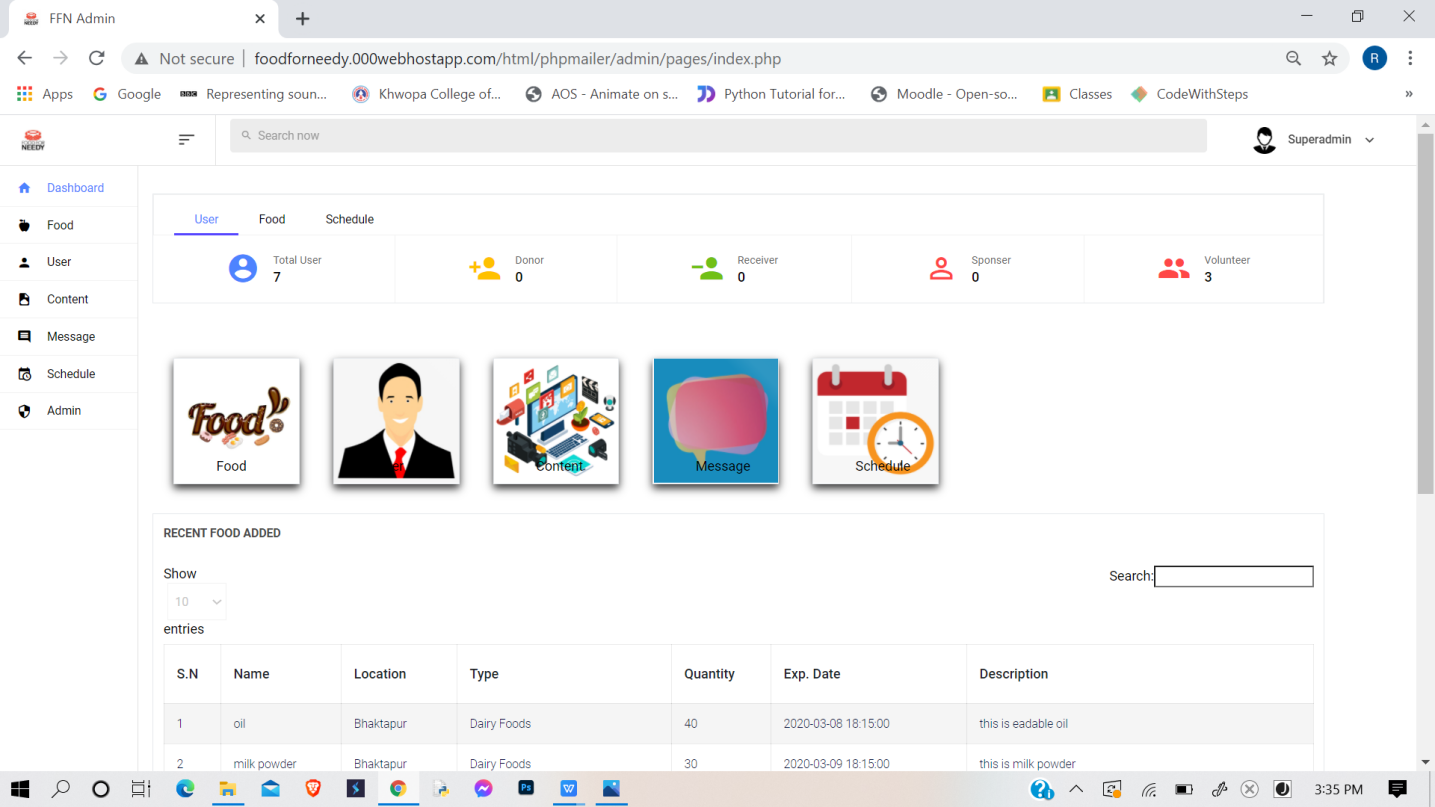 FFN Admin
Not secure foodforneedy.000webhostapp.com/html/phpmailer/admin/pages/index.php
R
Apps Google BBC Representing soun... Khwopa College of... AOS - Animate on s... Python Tutorial for... Moodle - Open-so... Classes CodeWithSteps »
NEEDY
Search now
Superadmin
Dashboard
Food
User
Content
Message
Schedule
Admin
User Food Schedule
Total User
7
Donor
0
Receiver
0
Sponser
0
Volunteer
3
Food
Food
Content
Message
Schedule
RECENT FOOD ADDED
Show
10
entries
Search:
S.N Name Location Type Quantity Exp. Date Description
1 oil Bhaktapur Dairy Foods 40 2020-03-08 18:15:00 this is eadable oil
2 milk powder Bhaktapur Dairy Foods 30 2020-03-09 18:15:00 this is milk powder
Ps
W
3:35 PM